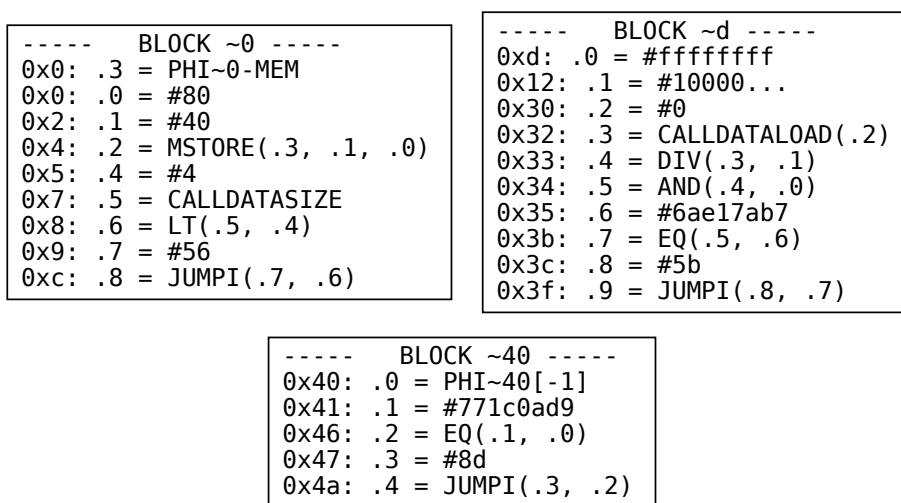 -----   BLOCK ~0 -----
0x0: .3 = PHI~0-MEM
0x0: .0 = #80
0x2: .1 = #40
0x4: .2 = MSTORE(.3, .1, .0)
0x5: .4 = #4
0x7: .5 = CALLDATASIZE
0x8: .6 = LT(.5, .4)
0x9: .7 = #56
0xc: .8 = JUMPI(.7, .6)
-----   BLOCK ~d -----
0xd: .0 = #ffffffff
0x12: .1 = #10000...
0x30: .2 = #0
0x32: .3 = CALLDATALOAD(.2)
0x33: .4 = DIV(.3, .1)
0x34: .5 = AND(.4, .0)
0x35: .6 = #6ae17ab7
0x3b: .7 = EQ(.5, .6)
0x3c: .8 = #5b
0x3f: .9 = JUMPI(.8, .7)
-----   BLOCK ~40 -----
0x40: .0 = PHI~40[-1]
0x41: .1 = #771c0ad9
0x46: .2 = EQ(.1, .0)
0x47: .3 = #8d
0x4a: .4 = JUMPI(.3, .2)